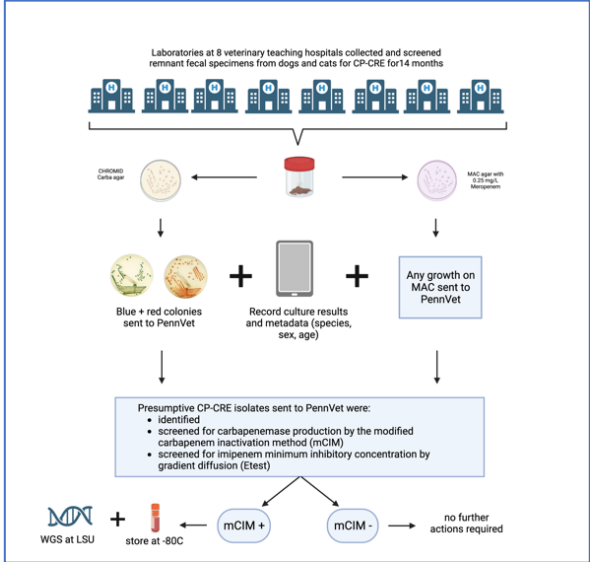 Laboratories at 8 veterinary teaching hospitals collected and screened
remnant fecal specimens from dogs and cats for CP-CRE for14 months
H H H H H H H H
CHROMID
Carba agar
MAC agar with
0.25 mg/L
Meropenem
Blue + red colonies
sent to PennVet
+
Record culture results
and metadata (species,
sex, age)
+
Any growth on
MAC sent to
PennVet
Presumptive CP-CRE isolates sent to PennVet were:
• identified
• screened for carbapenemase production by the modified
carbapenem inactivation method (mCIM)
• screened for imipenem minimum inhibitory concentration by
gradient diffusion (Etest)
WGS at LSU
+
store at -80C
mCIM +
mCIM -
no further
actions required